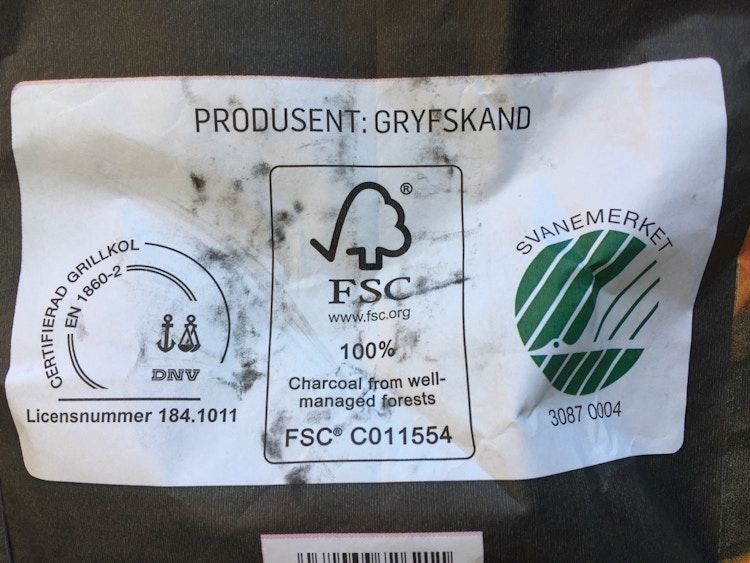 PRODUSENT: GRYFSKAND
CERTIFIERAD GRILLKOL
EN 1860-2
DNV
Licensnummer 184.1011
®
FSC
www.fsc.org
100%
Charcoal from well-
managed forests
FSC® C011554
SVANEMERKET
3087 0004